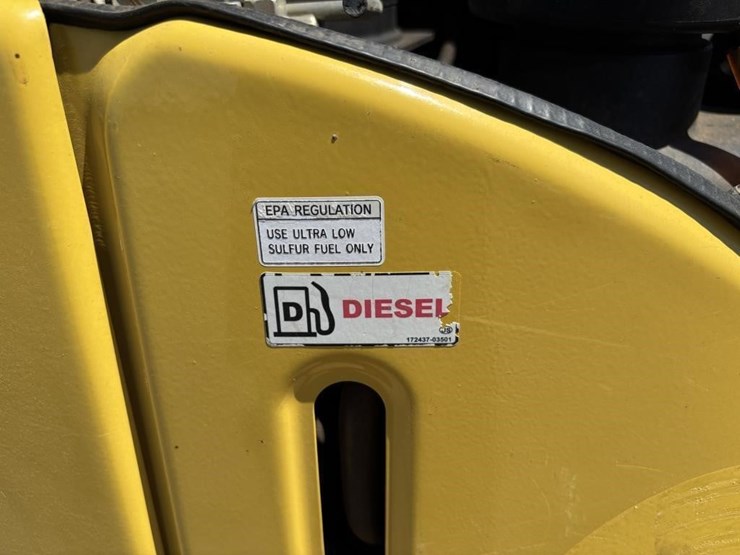 EPA REGULATION
USE ULTRA LOW
SULFUR FUEL ONLY
D DIESEL
172437-03501